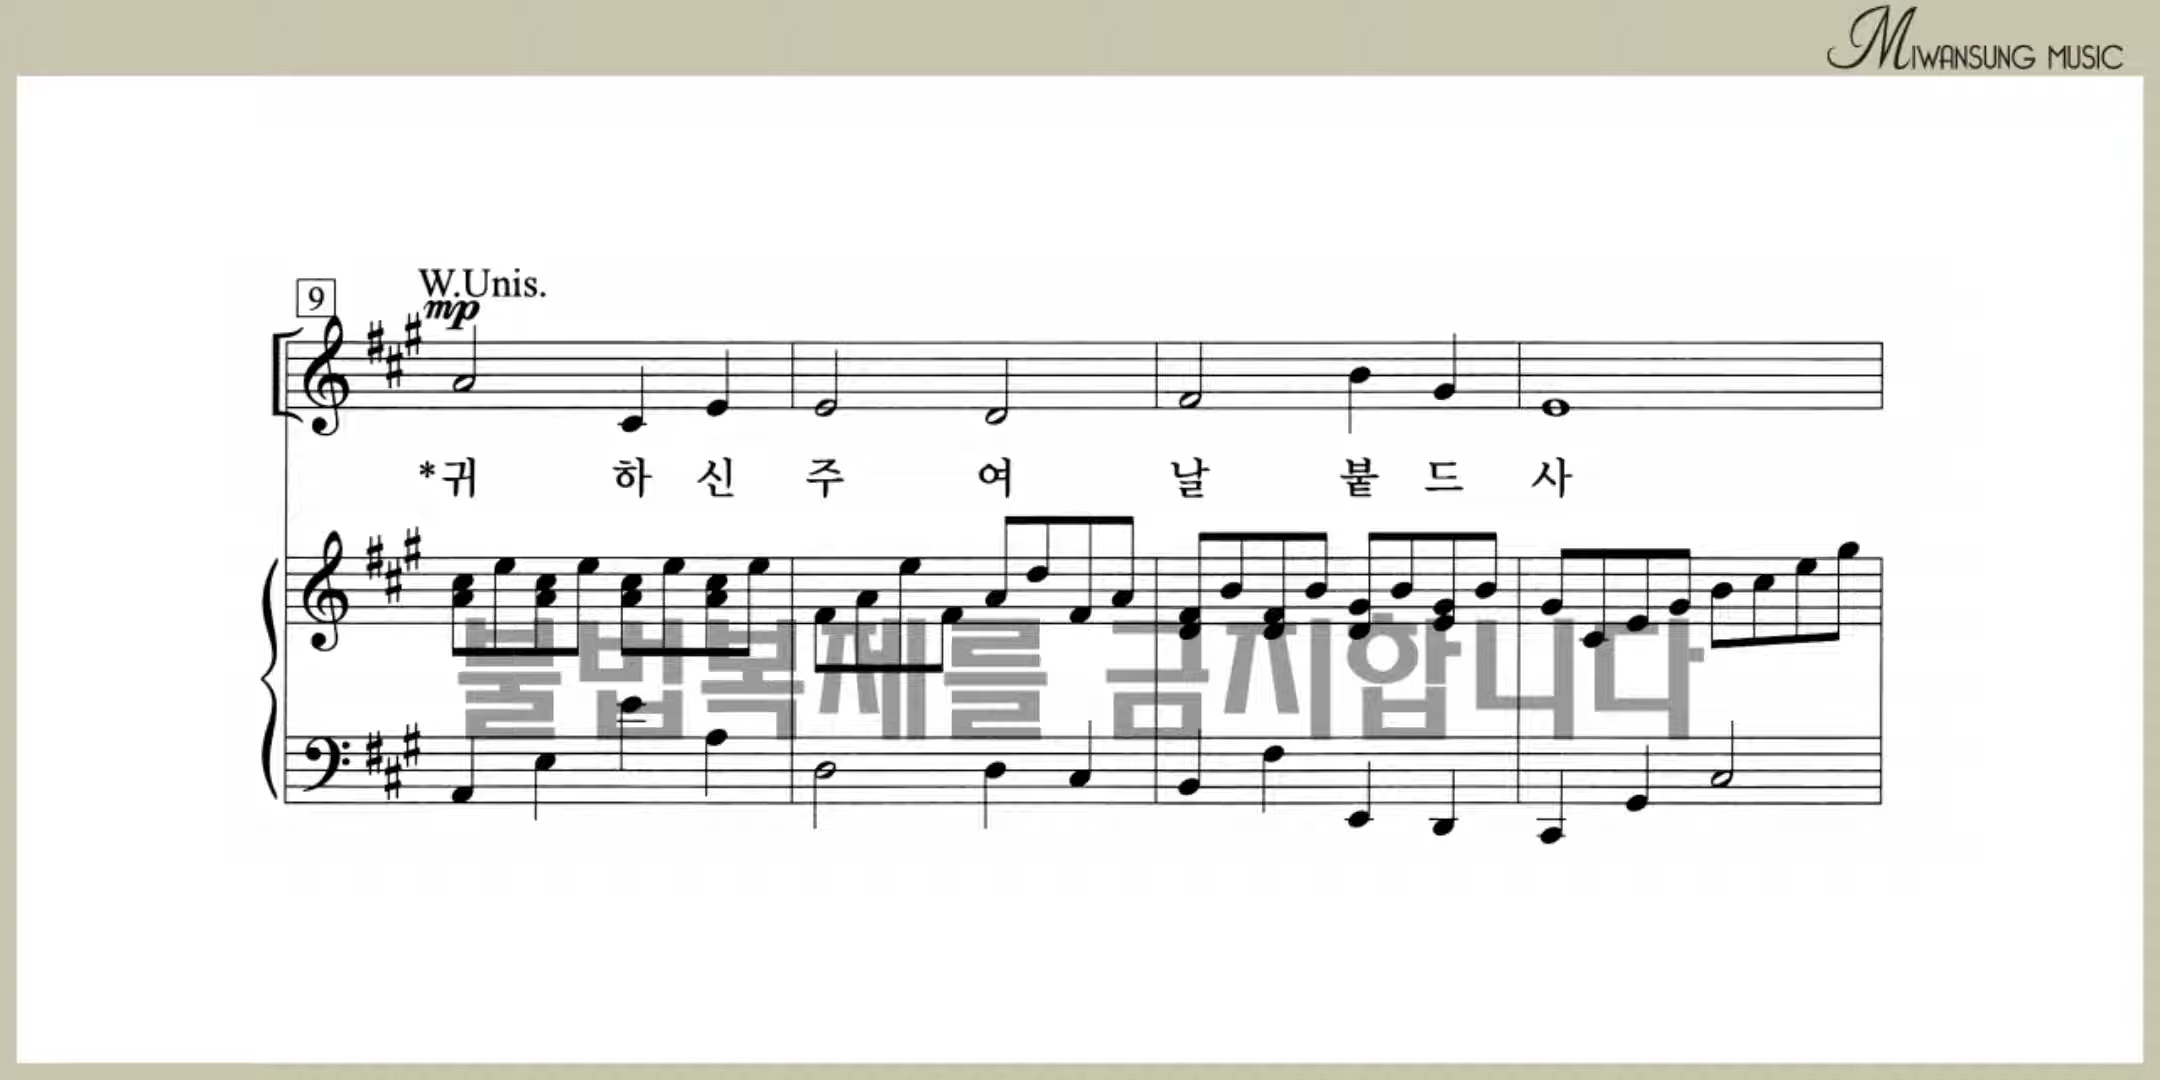 MIWANSUNG MUSIC
W.Unis.
9
mp
*귀 하 신 주 여 날 붙 드 사
불법복제를 금지합니다